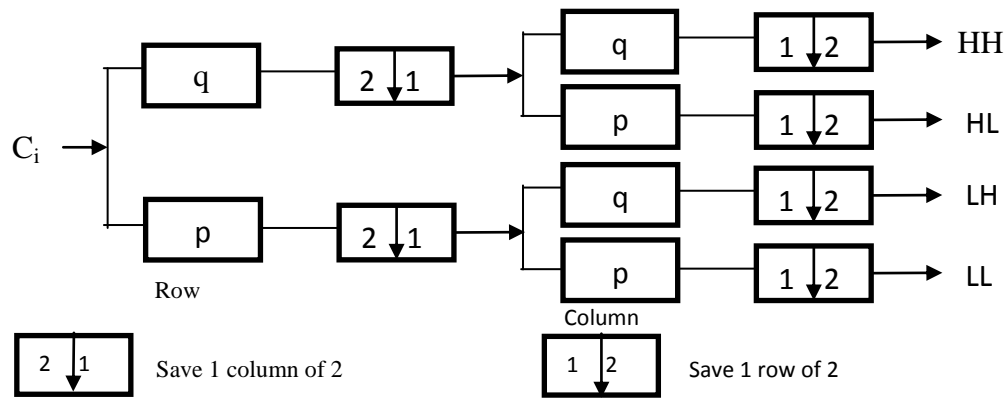 q 1 2 HH
q 2 1
p 1 2 HL
C<sub>i</sub>
q 1 2 LH
p 2 1
p 1 2 LL
Row
Column
2 1 Save 1 column of 2 1 2 Save 1 row of 2